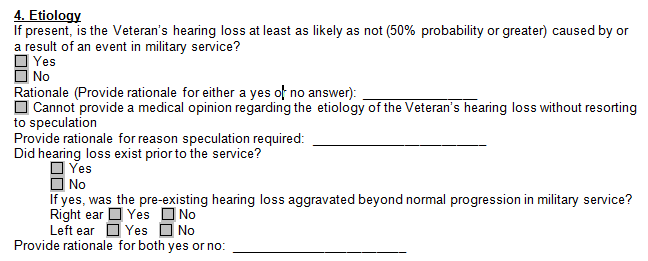 4. Etiology
If present, is the Veteran's hearing loss at least as likely as not (50% probability or greater) caused by or
a result of an event in military service?
Yes
No
Rationale (Provide rationale for either a yes or no answer): _______________
Cannot provide a medical opinion regarding the etiology of the Veteran's hearing loss without resorting
to speculation
Provide rationale for reason speculation required: _______________________
Did hearing loss exist prior to the service?
Yes
No
If yes, was the pre-existing hearing loss aggravated beyond normal progression in military service?
Right ear Yes No
Left ear Yes No
Provide rationale for both yes or no: _______________________